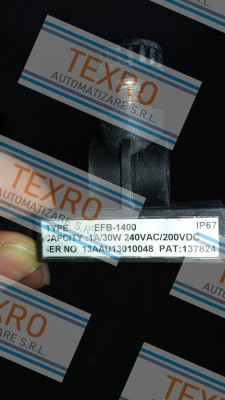 TEXRO
AUTOMATIZARE S.R.L.
TEXRO
AUTOMATIZARE S.R.L.
TYPE :EFB-1400 IP67
CAPCITY :1A/30W 240VAC/200VDC
SER NO 13AAU13010048 PAT:137824
TEXRO
AUTOMATIZARE S.R.L.